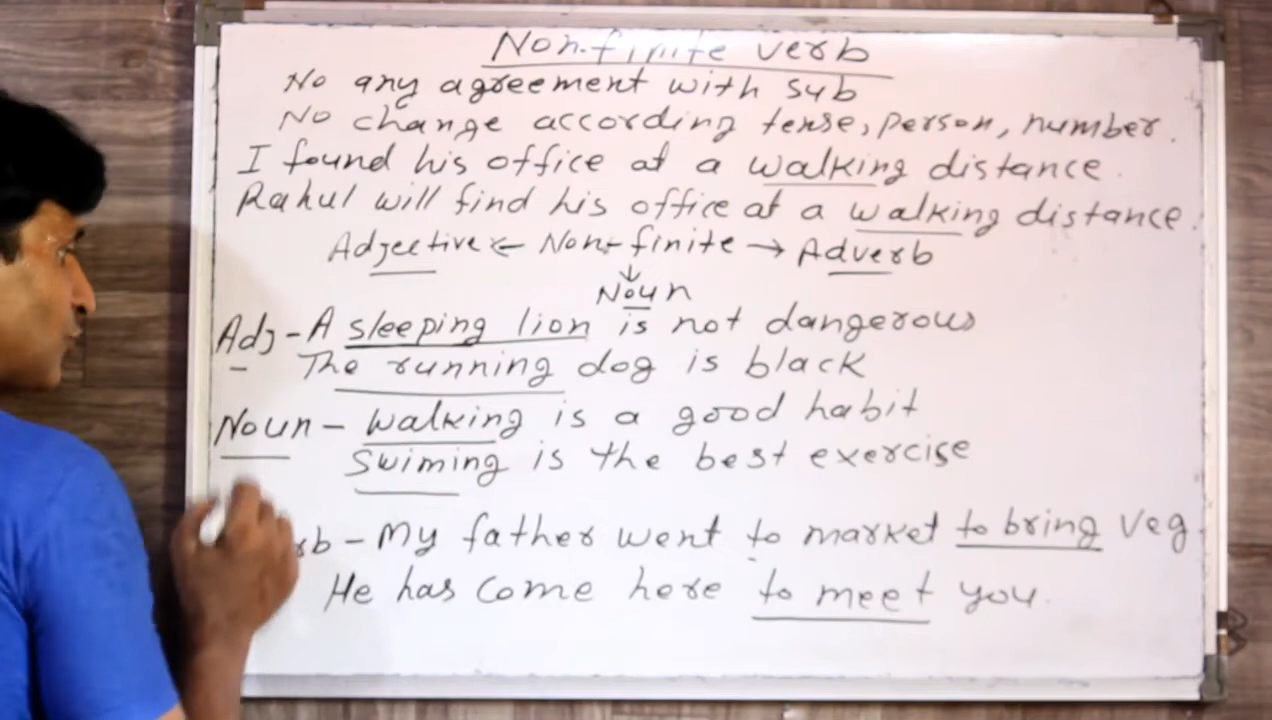 Non-finite verb
No any agreement with sub
No change according tense, person, number.
I found his office at a walking distance.
Rahul will find his office at a walking distance.
Adjective ← Non-finite → Adverb
↓
Noun
Adj - A sleeping lion is not dangerous
The running dog is black
Noun - Walking is a good habit
Swiming is the best exercise
rb - My father went to market to bring veg
He has come here to meet you.